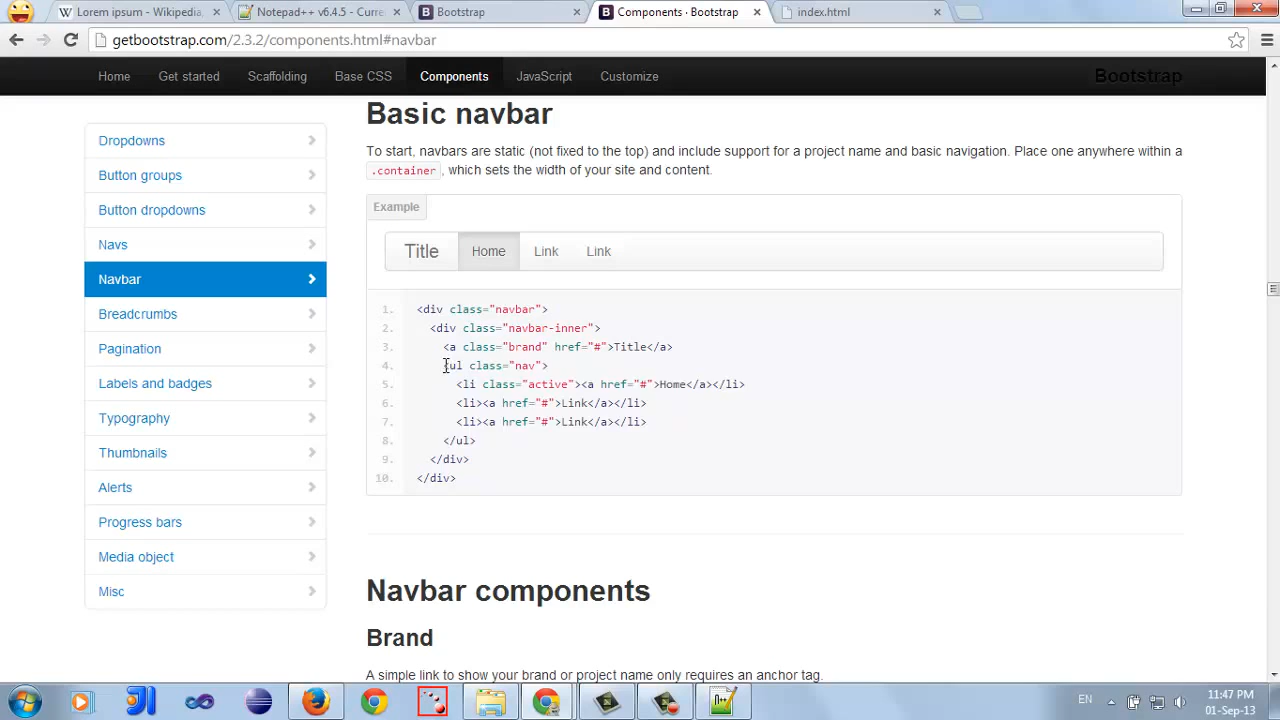 Lorem ipsum - Wikipedia,
Notepad++ v6.4.5 - Curre
Bootstrap
Components · Bootstrap
index.html
getbootstrap.com/2.3.2/components.html#navbar
Home
Get started
Scaffolding
Base CSS
Components
JavaScript
Customize
Bootstrap
Dropdowns
Button groups
Button dropdowns
Navs
Navbar
Breadcrumbs
Pagination
Labels and badges
Typography
Thumbnails
Alerts
Progress bars
Media object
Misc
Basic navbar
To start, navbars are static (not fixed to the top) and include support for a project name and basic navigation. Place one anywhere within a
.container , which sets the width of your site and content.
Example
Title Home Link Link
1. <div class="navbar">
2. <div class="navbar-inner">
3. <a class="brand" href="#">Title</a>
4. <ul class="nav">
5. <li class="active"><a href="#">Home</a></li>
6. <li><a href="#">Link</a></li>
7. <li><a href="#">Link</a></li>
8. </ul>
9. </div>
10. </div>
Navbar components
Brand
A simple link to show your brand or project name only requires an anchor tag.
EN
11:47 PM
01-Sep-13